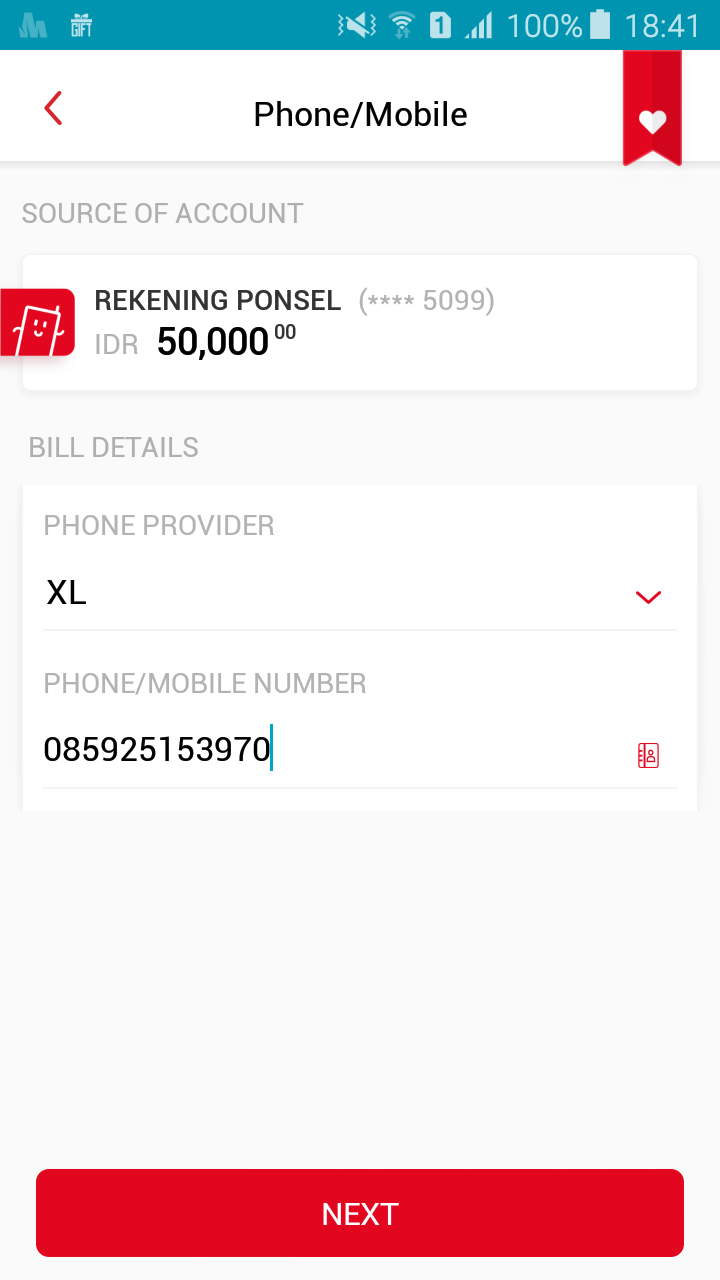 GIFT
1
100%
18:41
Phone/Mobile
SOURCE OF ACCOUNT
REKENING PONSEL (**** 5099)
IDR 50,000 00
BILL DETAILS
PHONE PROVIDER
XL
PHONE/MOBILE NUMBER
085925153970
NEXT